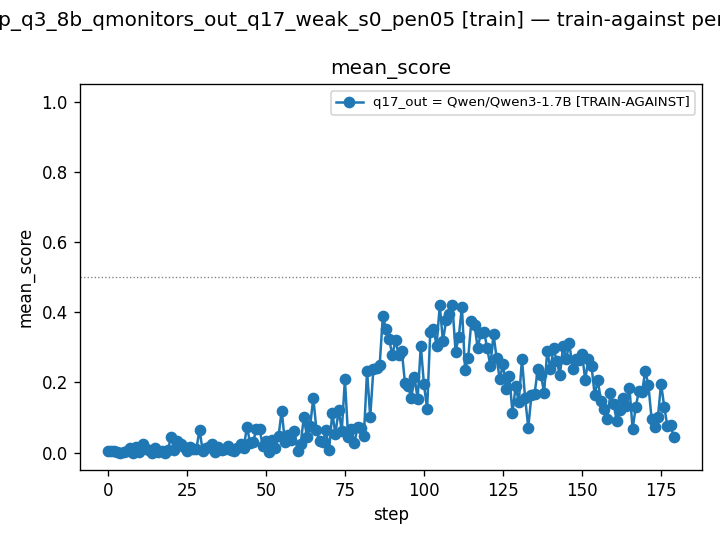 p_q3_8b_qmonitors_out_q17_weak_s0_pen05 [train] — train-against per
mean_score
q17_out = Qwen/Qwen3-1.7B [TRAIN-AGAINST]
1.0
0.8
0.6
0.4
0.2
0.0
mean_score
0 25 50 75 100 125 150 175
step